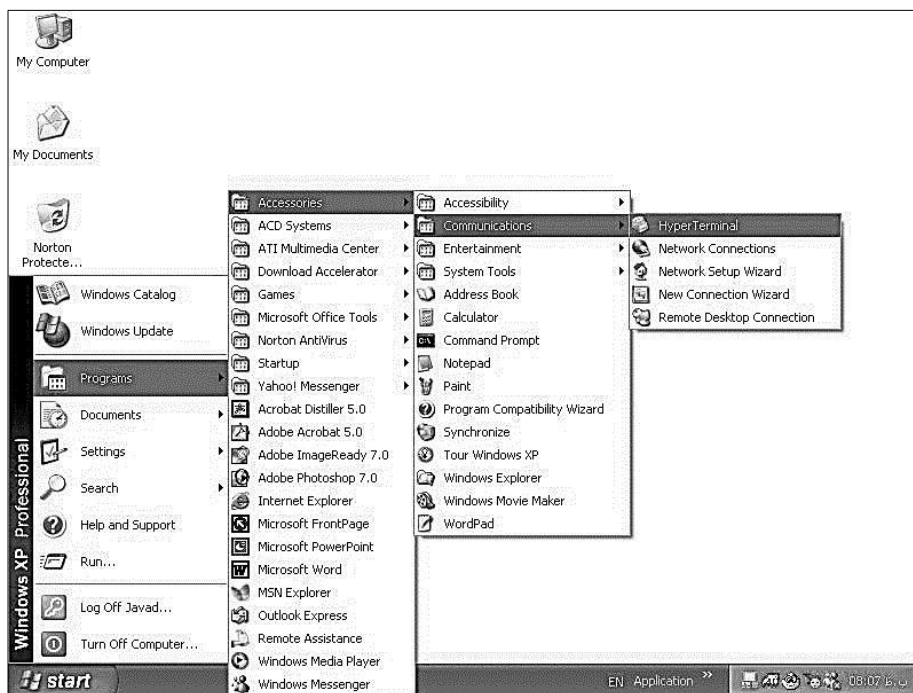 My Computer
My Documents
Norton
Protecte...
Windows Catalog
Windows Update
Programs
Documents
Settings
Search
Help and Support
Run...
Log Off Javad...
Turn Off Computer...
Windows XP Professional
Accessories
ACD Systems
ATI Multimedia Center
Download Accelerator
Games
Microsoft Office Tools
Norton AntiVirus
Startup
Yahoo! Messenger
Acrobat Distiller 5.0
Adobe Acrobat 5.0
Adobe ImageReady 7.0
Adobe Photoshop 7.0
Internet Explorer
Microsoft FrontPage
Microsoft PowerPoint
Microsoft Word
MSN Explorer
Outlook Express
Remote Assistance
Windows Media Player
Windows Messenger
Accessibility
Communications
Entertainment
System Tools
Address Book
Calculator
Command Prompt
Notepad
Paint
Program Compatibility Wizard
Synchronize
Tour Windows XP
Windows Explorer
Windows Movie Maker
WordPad
HyperTerminal
Network Connections
Network Setup Wizard
New Connection Wizard
Remote Desktop Connection
start
EN Application »
08:07 ب.ظ